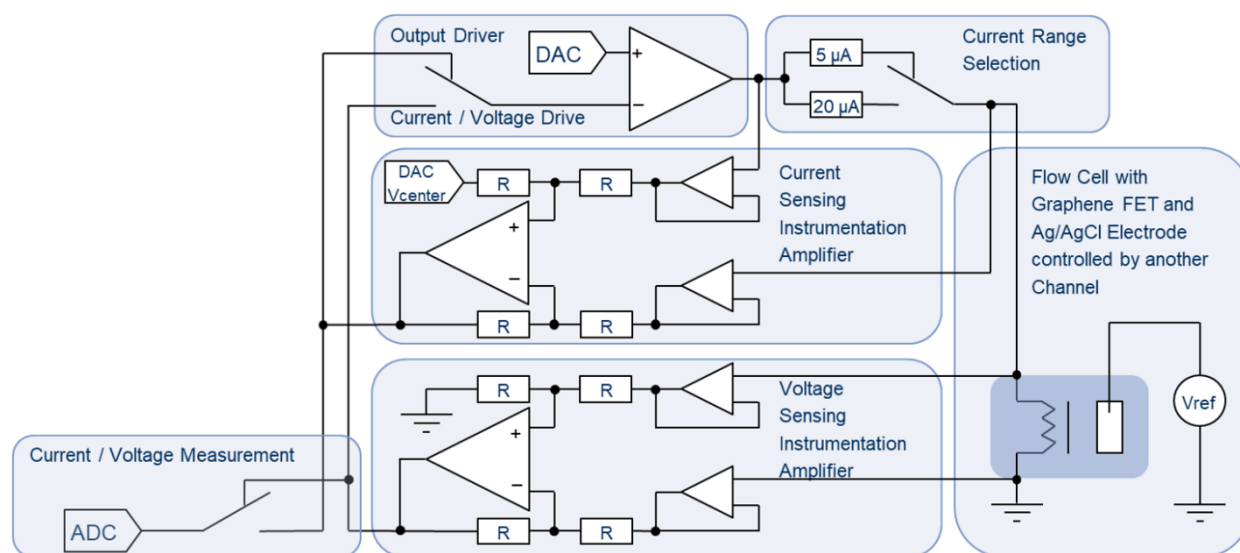 Output Driver
DAC
+
−
Current / Voltage Drive
5 µA
20 µA
Current Range
Selection
DAC
Vcenter
R
R
+
−
R
R
Current
Sensing
Instrumentation
Amplifier
Flow Cell with
Graphene FET and
Ag/AgCl Electrode
controlled by another
Channel
Vref
R
R
+
−
R
R
Voltage
Sensing
Instrumentation
Amplifier
Current / Voltage Measurement
ADC